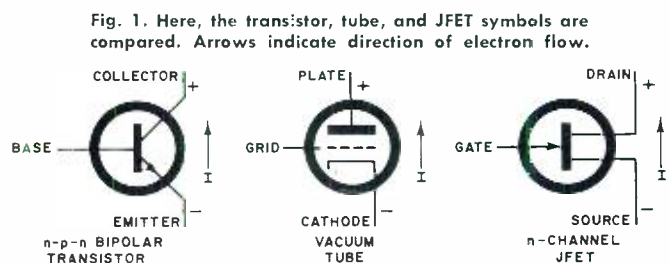 Fig. 1. Here, the transistor, tube, and JFET symbols are
compared. Arrows indicate direction of electron flow.
COLLECTOR
+
BASE
I
EMITTER
−
n-p-n BIPOLAR
TRANSISTOR
PLATE
+
GRID
I
CATHODE
−
VACUUM
TUBE
DRAIN
+
GATE
I
SOURCE
−
n-CHANNEL
JFET